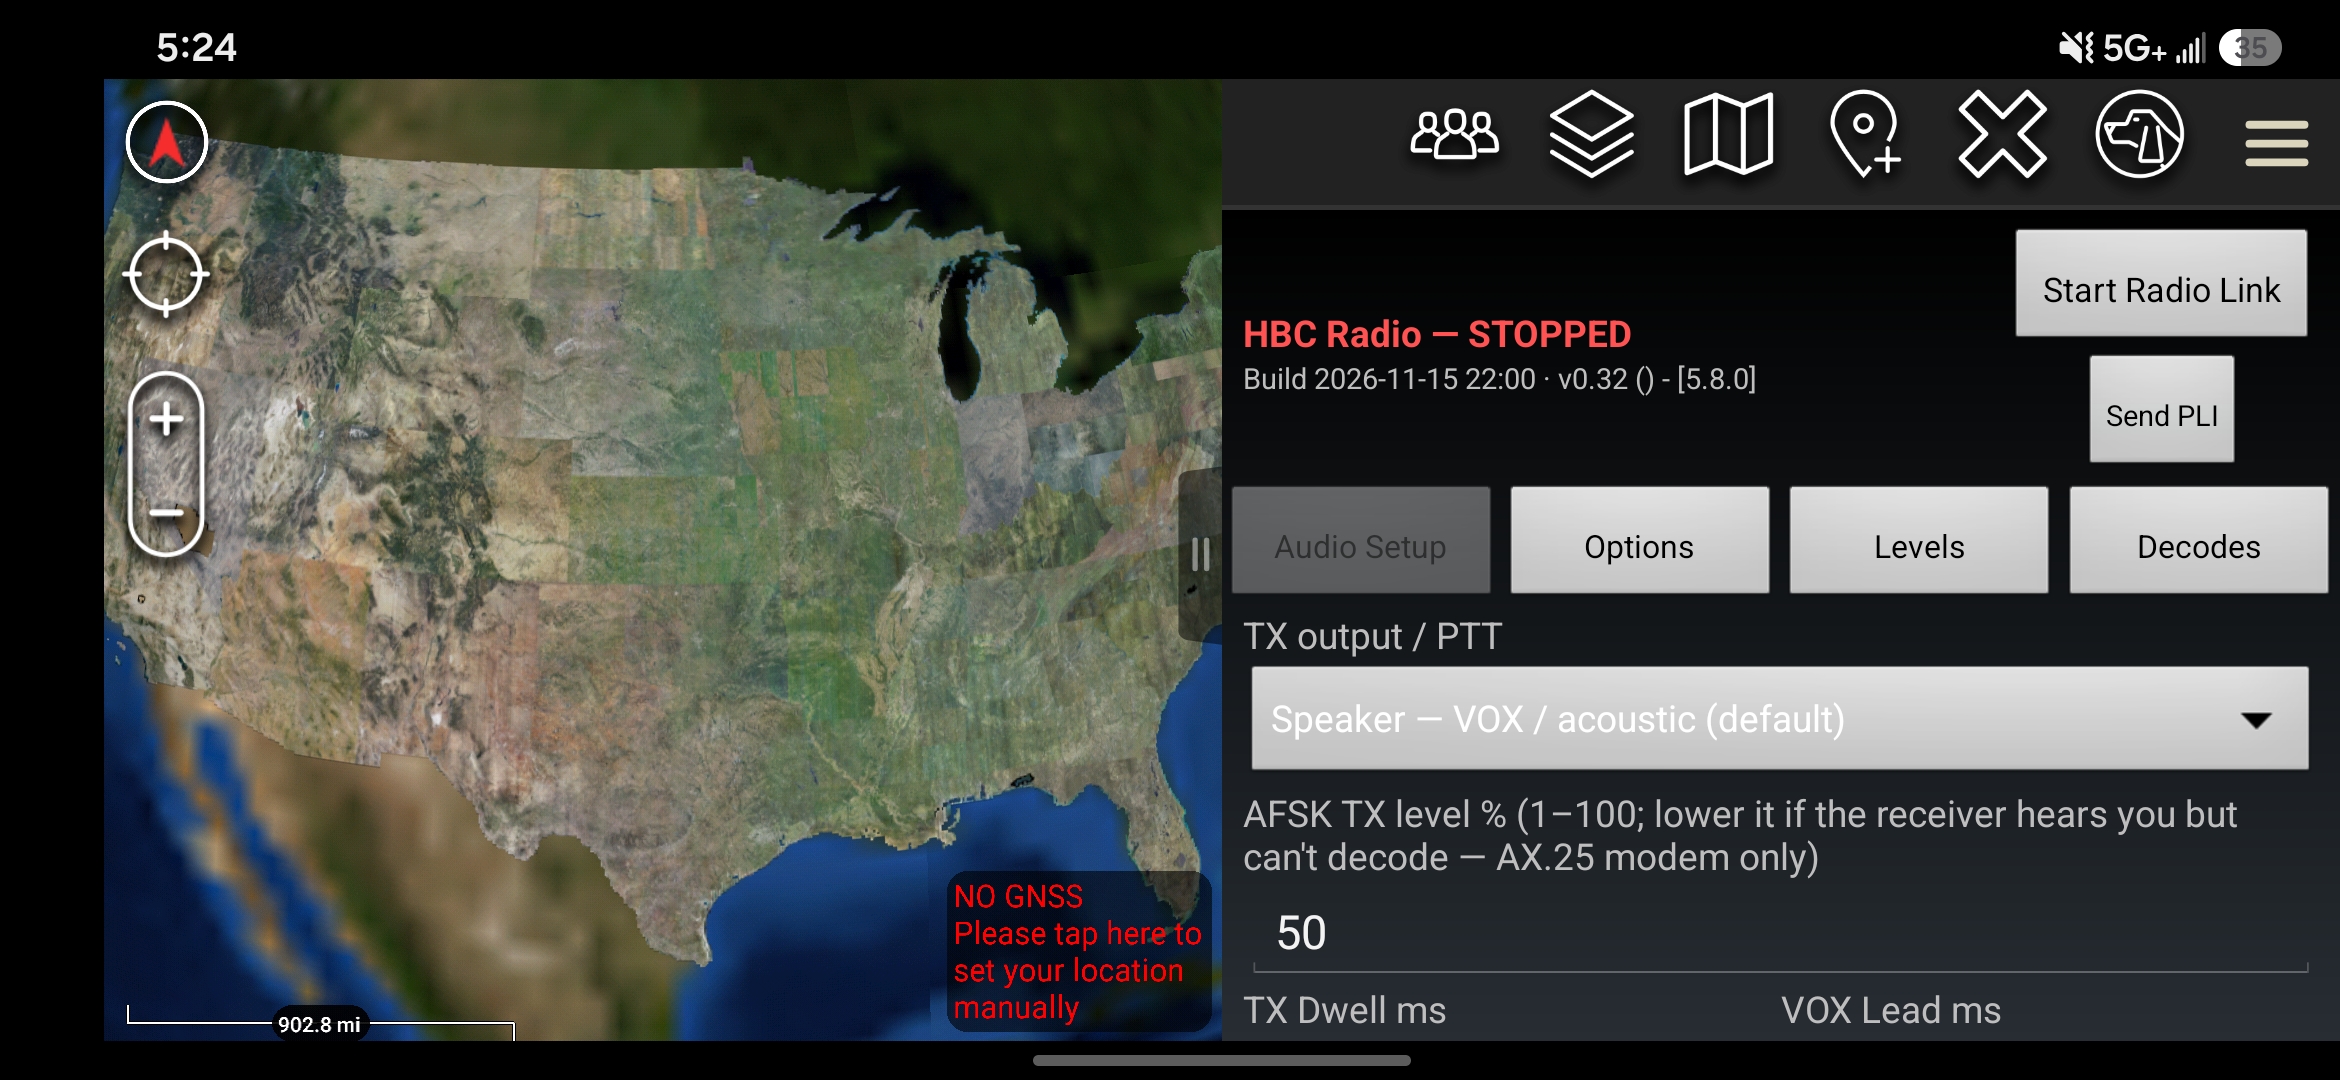 5:24
5G+
35
Start Radio Link
HBC Radio — STOPPED
Build 2026-11-15 22:00 · v0.32 () - [5.8.0]
Send PLI
Audio Setup
Options
Levels
Decodes
TX output / PTT
Speaker — VOX / acoustic (default)
AFSK TX level % (1–100; lower it if the receiver hears you but
can't decode — AX.25 modem only)
50
TX Dwell ms
VOX Lead ms
NO GNSS
Please tap here to
set your location
manually
902.8 mi